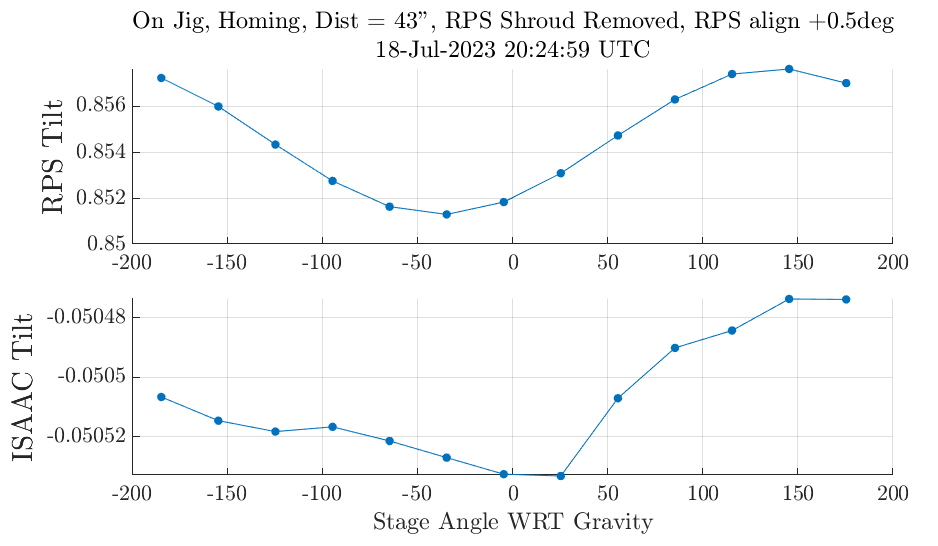 On Jig, Homing, Dist = 43”, RPS Shroud Removed, RPS align +0.5deg
18-Jul-2023 20:24:59 UTC
RPS Tilt
0.856
0.854
0.852
0.85
-200 -150 -100 -50 0 50 100 150 200
ISAAC Tilt
-0.05048
-0.0505
-0.05052
-200 -150 -100 -50 0 50 100 150 200
Stage Angle WRT Gravity